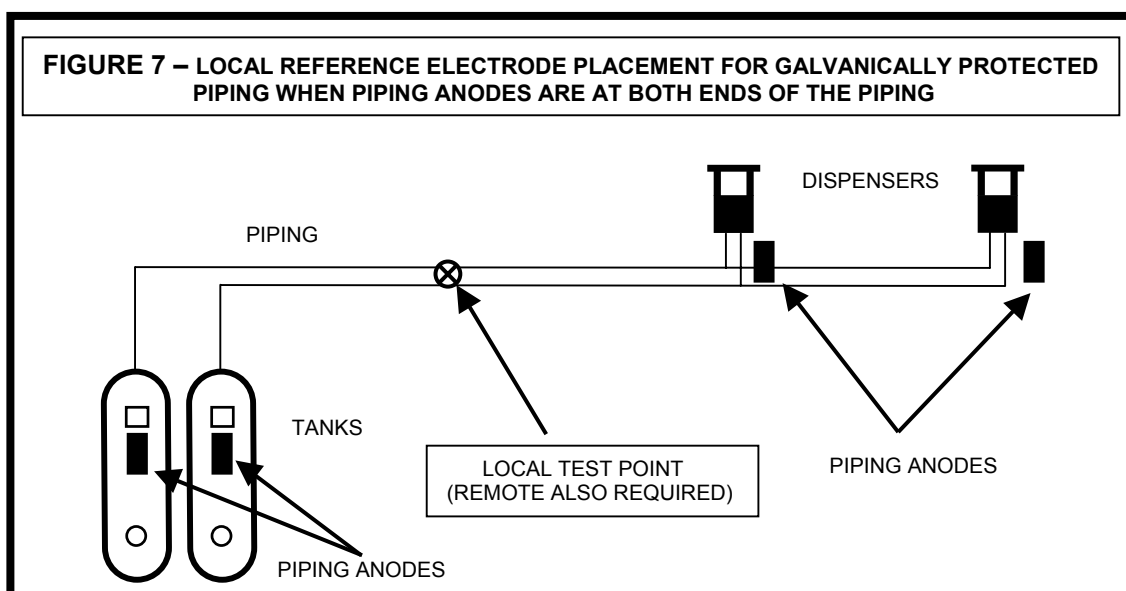 FIGURE 7 – LOCAL REFERENCE ELECTRODE PLACEMENT FOR GALVANICALLY PROTECTED
PIPING WHEN PIPING ANODES ARE AT BOTH ENDS OF THE PIPING
DISPENSERS
PIPING
TANKS
LOCAL TEST POINT
(REMOTE ALSO REQUIRED)
PIPING ANODES
PIPING ANODES